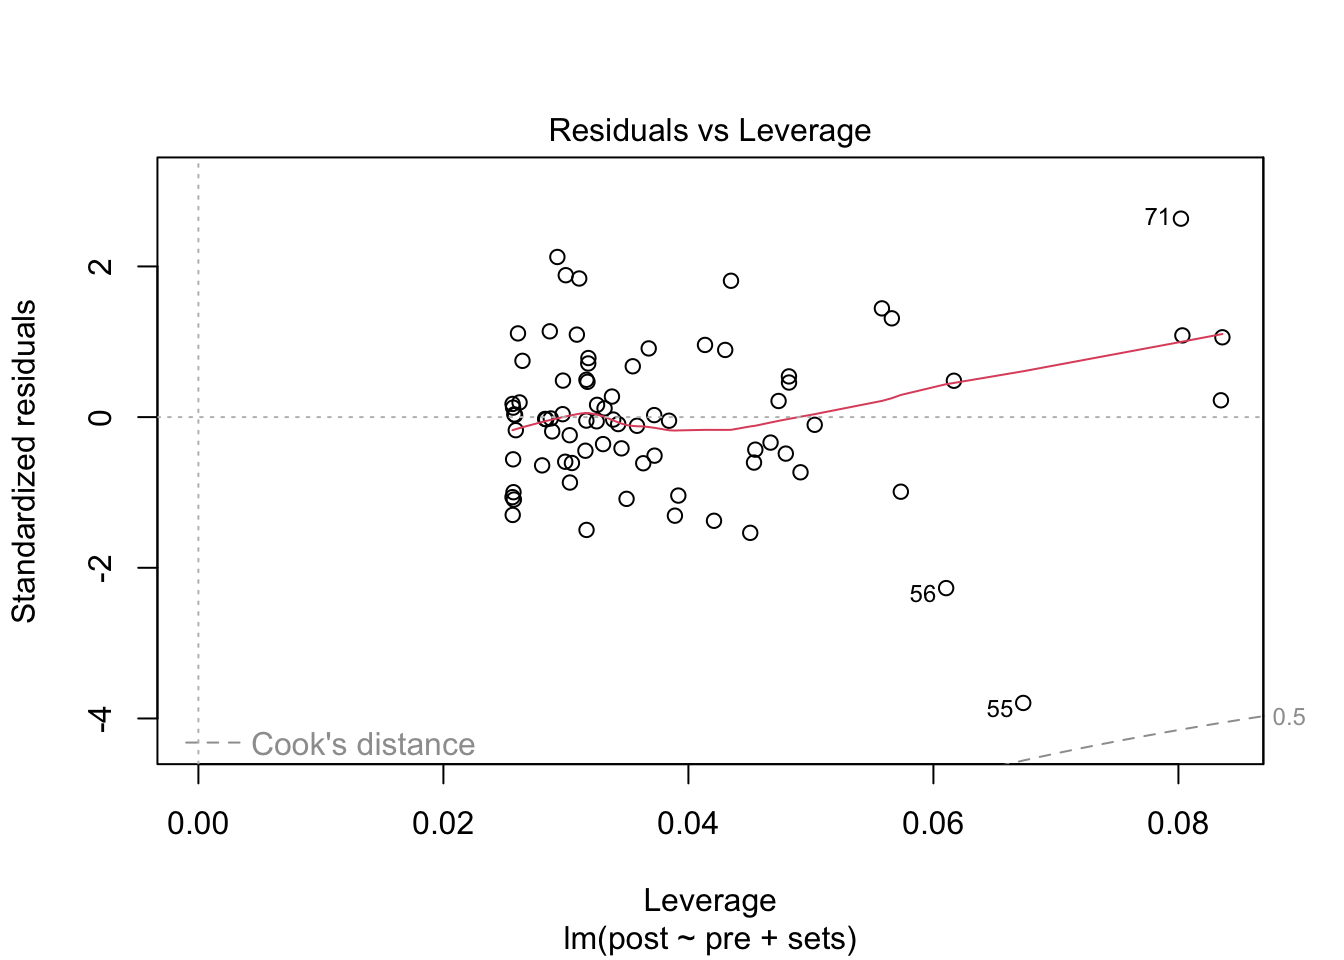 Residuals vs Leverage
Standardized residuals
2
0
-2
-4
71
56
55
0.5
Cook's distance
0.00 0.02 0.04 0.06 0.08
Leverage
lm(post ~ pre + sets)